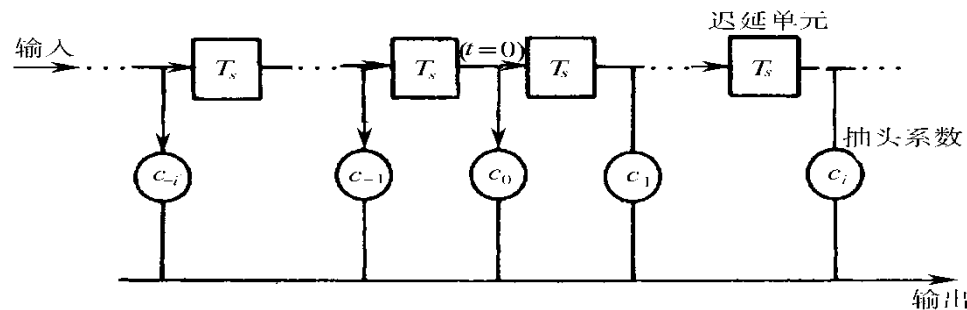 迟延单元
输入
(t=0)
T_s
T_s
T_s
T_s
抽头系数
c_{-i}
c_{-1}
c_0
c_1
c_i
输出